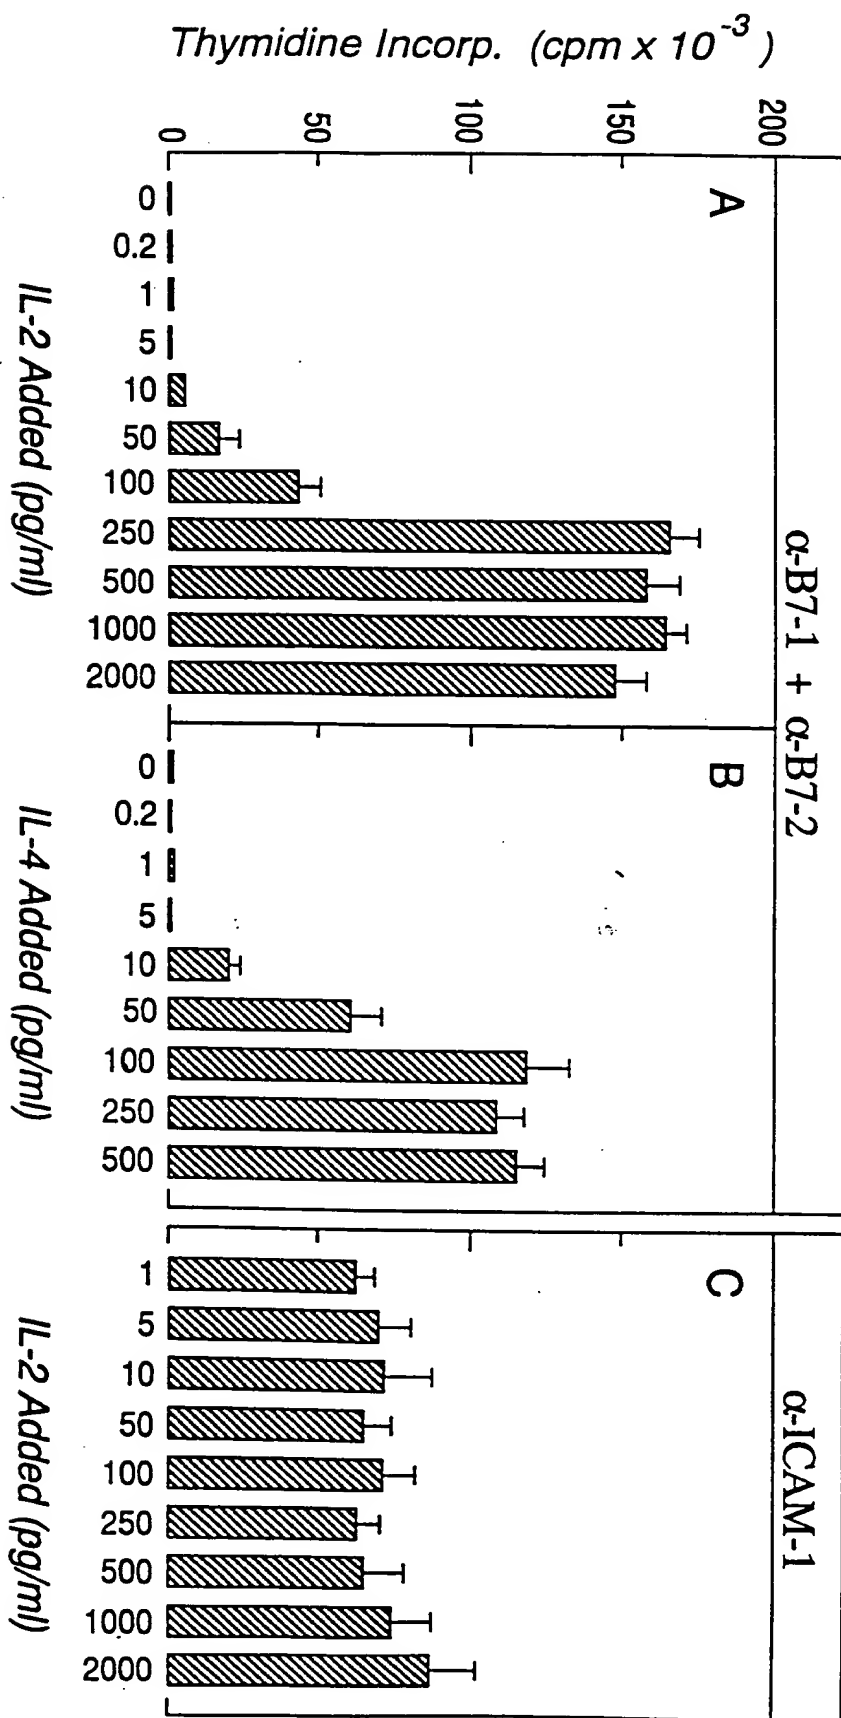 α-B7-1 + α-B7-2
α-ICAM-1
Thymidine Incorp. (cpm x 10⁻³)
200
150
100
50
0
A
0 0.2 1 5 10 50 100 250 500 1000 2000
IL-2 Added (pg/ml)
B
0 0.2 1 5 10 50 100 250 500
IL-4 Added (pg/ml)
C
1 5 10 50 100 250 500 1000 2000
IL-2 Added (pg/ml)